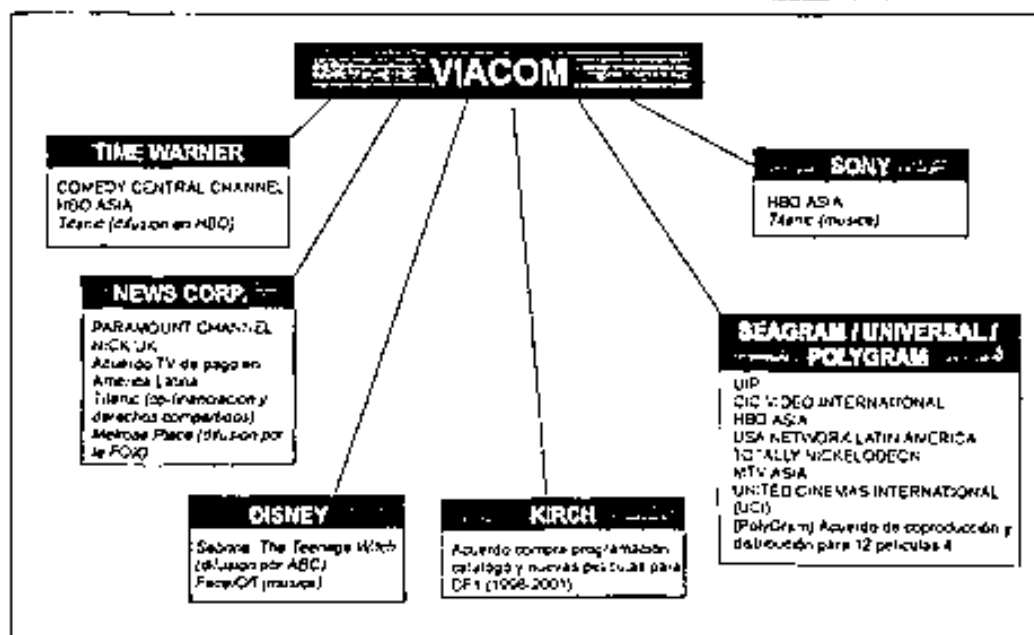 VIACOM
TIME WARNER
COMEDY CENTRAL CHANNEL
HBO ASIA
Titanic (difusion en HBO)
SONY
HBO ASIA
Titanic (musica)
NEWS CORP.
PARAMOUNT CHANNEL
NICK UK
Acuerdo TV de pago en
America Latina
Titanic (co-financiacion y
derechos compartidos)
Melrose Place (difusion por
la FOX)
SEAGRAM / UNIVERSAL /
POLYGRAM
UIP
CIC VIDEO INTERNATIONAL
HBO ASIA
USA NETWORK LATIN AMERICA
TOTALLY NICKELODEON
MTV ASIA
UNITED CINEMAS INTERNATIONAL
(UCI)
(PolyGram) Acuerdo de coproducción y
distribución para 12 películas
DISNEY
Sabrina, The Teenage Witch
(difusion por ABC)
Face/Off (musica)
KIRCH
Acuerdo compra programación
catálogo y nuevas películas para
DF1 (1996-2001)